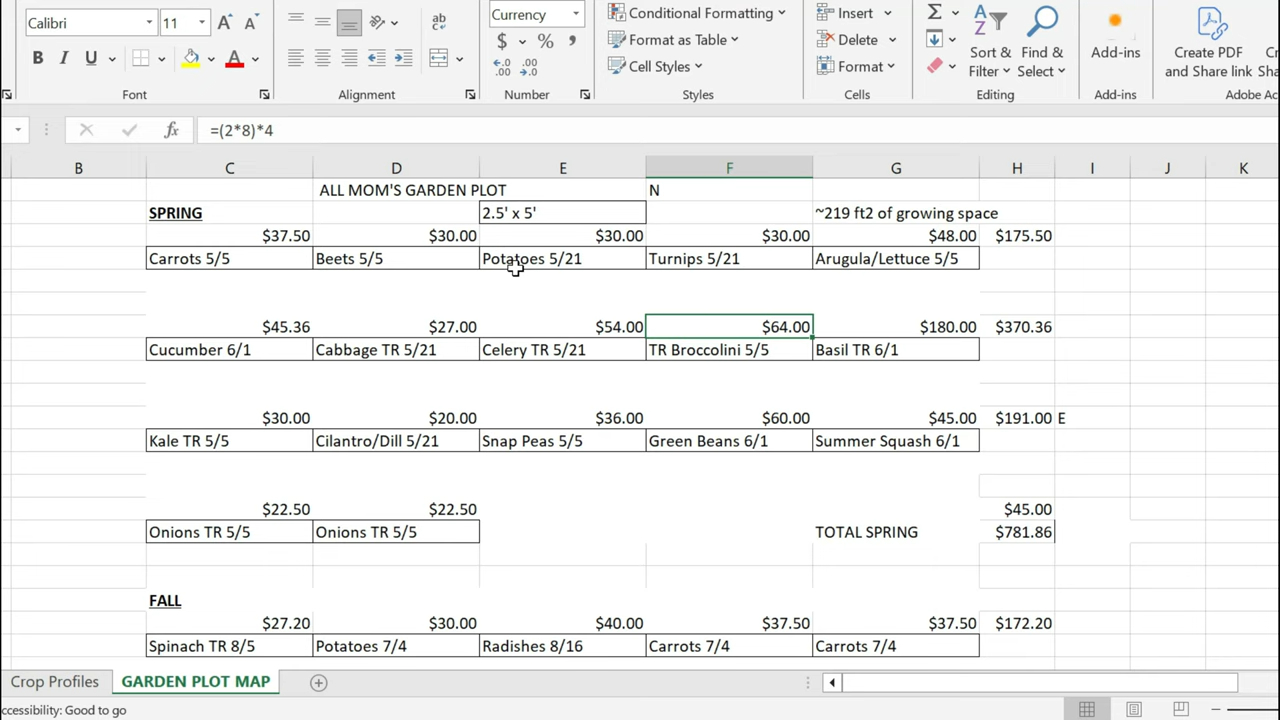 Calibri 11 A A ab Currency Conditional Formatting Insert Σ
B I U A $ % , Format as Table Delete Sort & Filter Find & Select Add-ins Create PDF and Share link
Cell Styles Format
Font Alignment Number Styles Cells Editing Add-ins Adobe Ac
fx =(2*8)*4
B C D E F G H I J K
ALL MOM'S GARDEN PLOT N
SPRING 2.5' x 5' ~219 ft2 of growing space
$37.50 $30.00 $30.00 $30.00 $48.00 $175.50
Carrots 5/5 Beets 5/5 Potatoes 5/21 Turnips 5/21 Arugula/Lettuce 5/5
$45.36 $27.00 $54.00 $64.00 $180.00 $370.36
Cucumber 6/1 Cabbage TR 5/21 Celery TR 5/21 TR Broccolini 5/5 Basil TR 6/1
$30.00 $20.00 $36.00 $60.00 $45.00 $191.00 E
Kale TR 5/5 Cilantro/Dill 5/21 Snap Peas 5/5 Green Beans 6/1 Summer Squash 6/1
$22.50 $22.50 $45.00
Onions TR 5/5 Onions TR 5/5 TOTAL SPRING $781.86
FALL
$27.20 $30.00 $40.00 $37.50 $37.50 $172.20
Spinach TR 8/5 Potatoes 7/4 Radishes 8/16 Carrots 7/4 Carrots 7/4
Crop Profiles GARDEN PLOT MAP
ccessibility: Good to go